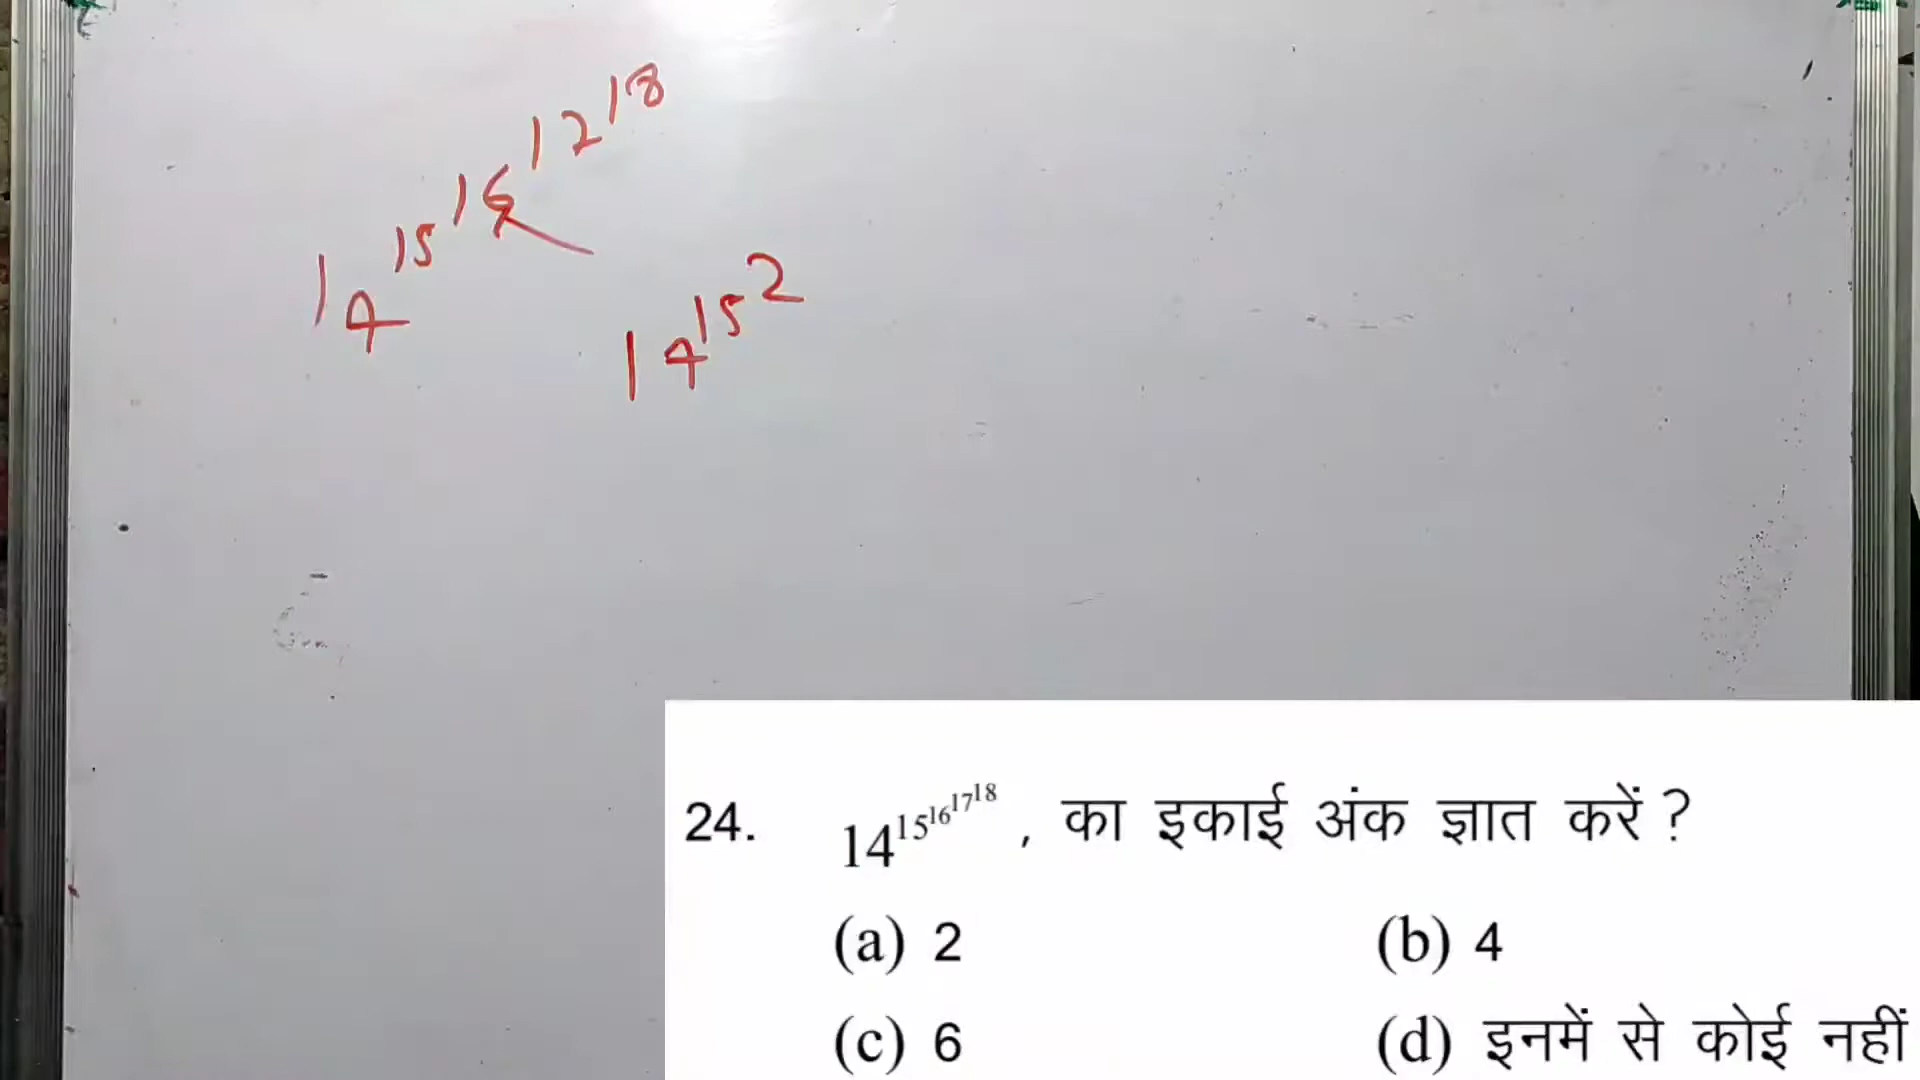 14^15^16^12^18
14^15^2
24. 14^15^16^17^18, का इकाई अंक ज्ञात करें ?
(a) 2 (b) 4
(c) 6 (d) इनमें से कोई नहीं